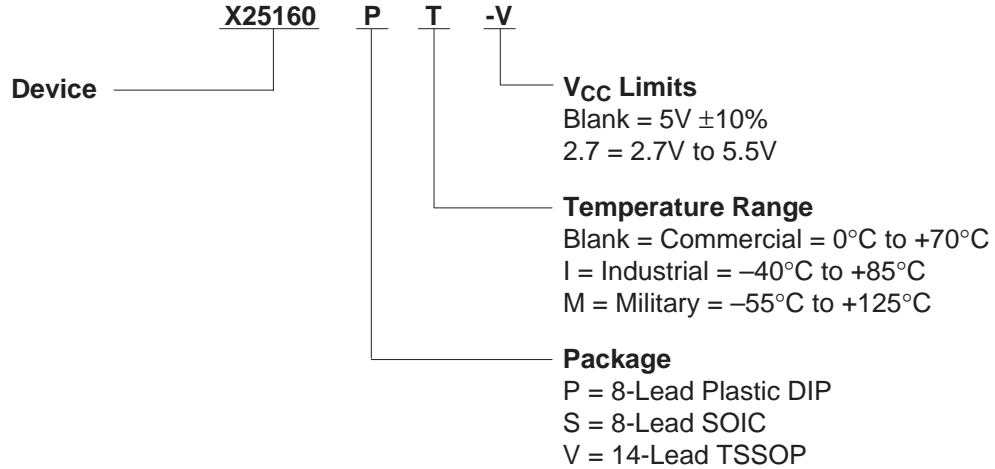 X25160 P T -V
Device
VCC Limits
Blank = 5V ±10%
2.7 = 2.7V to 5.5V
Temperature Range
Blank = Commercial = 0°C to +70°C
I = Industrial = –40°C to +85°C
M = Military = –55°C to +125°C
Package
P = 8-Lead Plastic DIP
S = 8-Lead SOIC
V = 14-Lead TSSOP